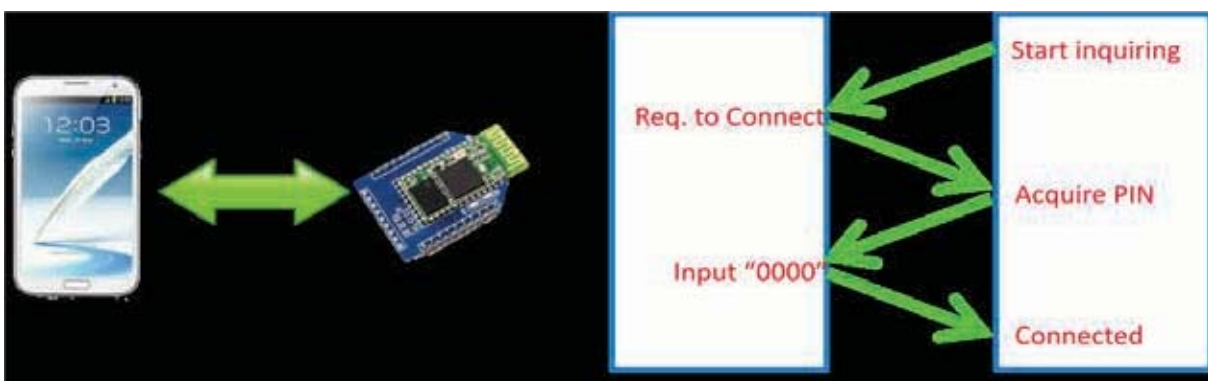 12:03
Start inquiring
Req. to Connect
Acquire PIN
Input “0000”
Connected